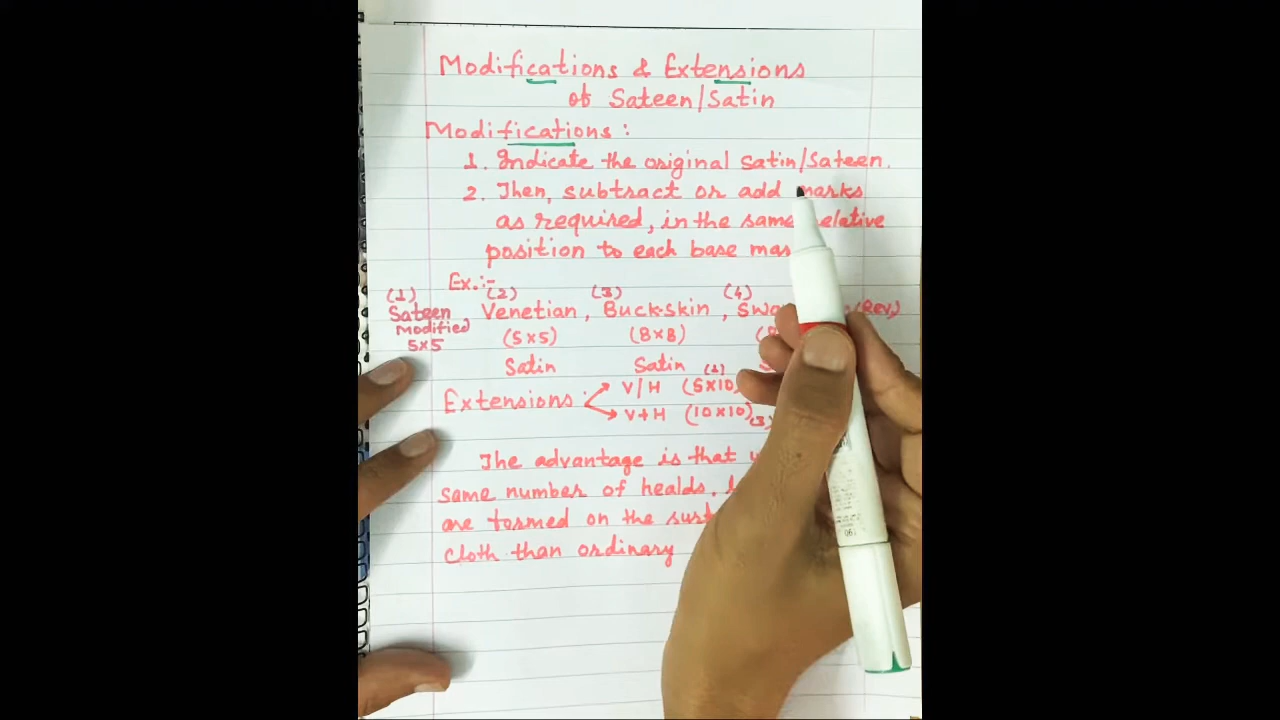 Modifications & Extensions
of Sateen/Satin
Modifications :
1. Indicate the original satin/sateen.
2. Then, subtract or add marks
as required, in the same relative
position to each base
Ex.:-
(1) (2) (3) (4)
Sateen Venetian, Buckskin, (Rev.)
Modified
5×5 (5×5) (8×8)
Satin Satin
Extensions : V/H (5×10) (1)
V+H (10×10) (3)
The advantage is that
same number of healds,
are formed on the
cloth than ordinary